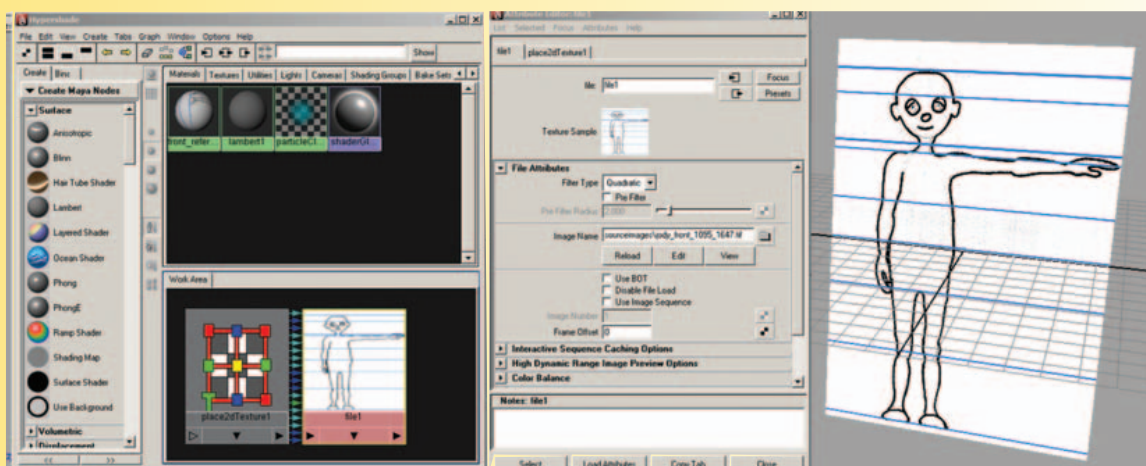 Hypershade
File Edit View Create Tabs Graph Window Options Help
Show
Create Bins
Create Maya Nodes
Surface
Anisotropic
Blinn
Hair Tube Shader
Lambert
Layered Shader
Ocean Shader
Phong
PhongE
Ramp Shader
Shading Map
Surface Shader
Use Background
Volumetric
Displacement
<< >>
Materials Textures Utilities Lights Cameras Shading Groups Bake Sets
front_refer... lambert1 particleCl... shaderGl...
Work Area
place2dTexture1 file1
Attribute Editor: file1
List Selected Focus Attributes Help
file1 place2dTexture1
file: file1
Focus
Presets
Texture Sample
File Attributes
Filter Type Quadratic
Pre Filter
Pre Filter Radius 2.000
Image Name
Reload Edit View
Use BOT
Disable File Load
Use Image Sequence
Image Number
Frame Offset 0
Interactive Sequence Caching Options
High Dynamic Range Image Preview Options
Color Balance
Notes: file1
Select Load Attributes Copy Tab Close